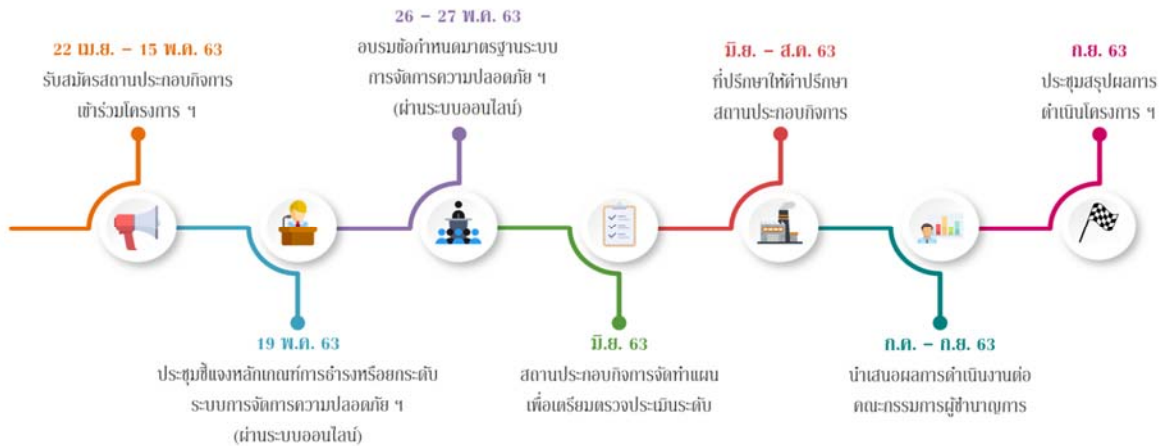 22 เม.ย. – 15 พ.ค. 63
รับสมัครสถานประกอบกิจการ
เข้าร่วมโครงการ ฯ
19 พ.ค. 63
ประชุมชี้แจงหลักเกณฑ์การธำรงหรือยกระดับ
ระบบการจัดการความปลอดภัย ฯ
(ผ่านระบบออนไลน์)
26 – 27 พ.ค. 63
อบรมข้อกำหนดมาตรฐานระบบ
การจัดการความปลอดภัย ฯ
(ผ่านระบบออนไลน์)
มิ.ย. 63
สถานประกอบกิจการจัดทำแผน
เพื่อเตรียมตรวจประเมินระดับ
มิ.ย. – ส.ค. 63
ที่ปรึกษาให้คำปรึกษา
สถานประกอบกิจการ
ก.ค. – ก.ย. 63
นำเสนอผลการดำเนินงานต่อ
คณะกรรมการผู้ชำนาญการ
ก.ย. 63
ประชุมสรุปผลการ
ดำเนินโครงการ ฯ